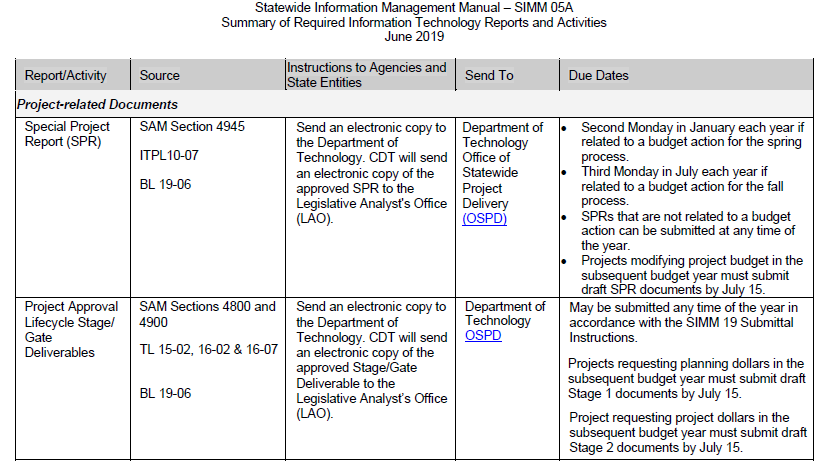 Statewide Information Management Manual – SIMM 05A
Summary of Required Information Technology Reports and Activities
June 2019
Report/Activity
Source
Instructions to Agencies and
State Entities
Send To
Due Dates
Project-related Documents
Special Project
Report (SPR)
SAM Section 4945
ITPL10-07
BL 19-06
Send an electronic copy to
the Department of
Technology. CDT will send
an electronic copy of the
approved SPR to the
Legislative Analyst's Office
(LAO).
Department of
Technology
Office of
Statewide
Project
Delivery
(OSPD)
• Second Monday in January each year if
related to a budget action for the spring
process.
• Third Monday in July each year if
related to a budget action for the fall
process.
• SPRs that are not related to a budget
action can be submitted at any time of
the year.
• Projects modifying project budget in the
subsequent budget year must submit
draft SPR documents by July 15.
Project Approval
Lifecycle Stage/
Gate
Deliverables
SAM Sections 4800 and
4900
TL 15-02, 16-02 & 16-07
BL 19-06
Send an electronic copy to
the Department of
Technology. CDT will send
an electronic copy of the
approved Stage/Gate
Deliverable to the
Legislative Analyst's Office
(LAO).
Department of
Technology
OSPD
May be submitted any time of the year in
accordance with the SIMM 19 Submittal
Instructions.
Projects requesting planning dollars in the
subsequent budget year must submit draft
Stage 1 documents by July 15.
Project requesting project dollars in the
subsequent budget year must submit draft
Stage 2 documents by July 15.